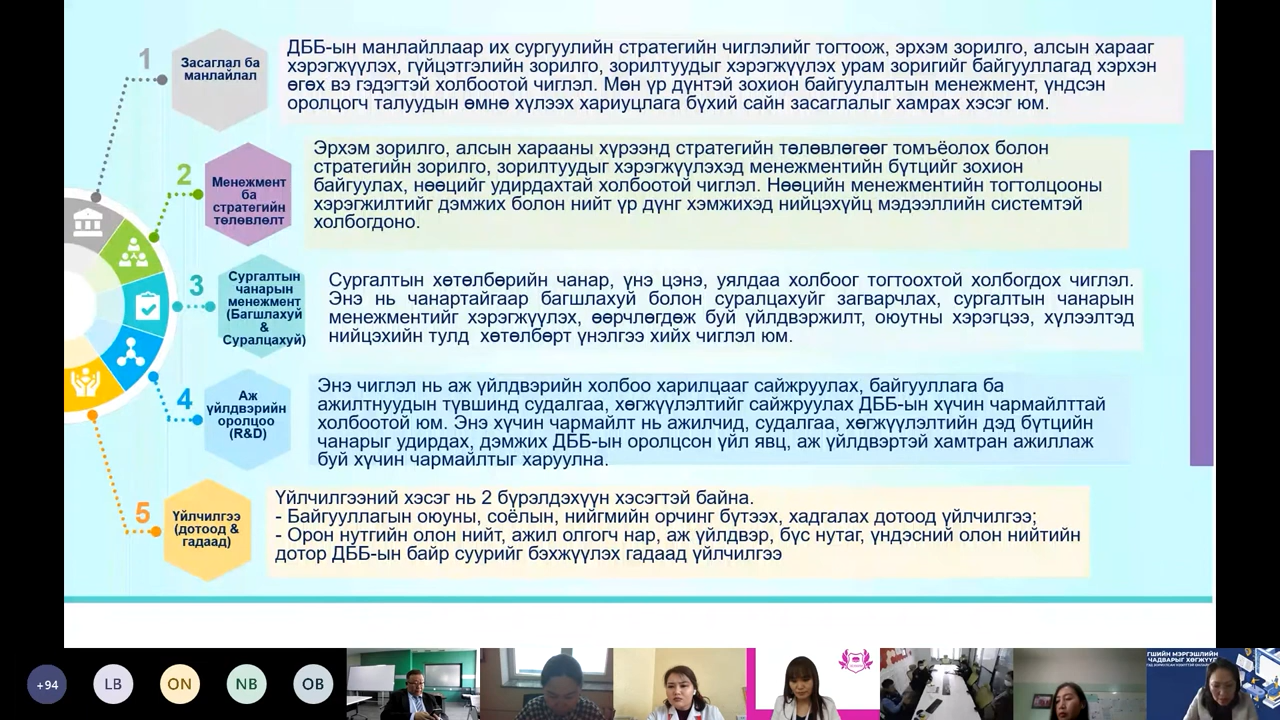 1
Засаглал ба
манлайлал
ДББ-ын манлайллаар их сургуулийн стратегийн чиглэлийг тогтоож, эрхэм зорилго, алсын харааг
хэрэгжүүлэх, гүйцэтгэлийн зорилго, зорилтуудыг хэрэгжүүлэх урам зоригийг байгууллагад хэрхэн
өгөх вэ гэдэгтэй холбоотой чиглэл. Мөн үр дүнтэй зохион байгуулалтын менежмент, үндсэн
оролцогч талуудын өмнө хүлээх хариуцлага бүхий сайн засаглалыг хамрах хэсэг юм.
2
Менежмент
ба
стратегийн
төлөвлөлт
Эрхэм зорилго, алсын харааны хүрээнд стратегийн төлөвлөгөөг томъёолох болон
стратегийн зорилго, зорилтуудыг хэрэгжүүлэхэд менежментийн бүтцийг зохион
байгуулах, нөөцийг удирдахтай холбоотой чиглэл. Нөөцийн менежментийн тогтолцооны
хэрэгжилтийг дэмжих болон нийт үр дүнг хэмжихэд нийцэхүйц мэдээллийн системтэй
холбогдоно.
3
Сургалтын
чанарын
менежмент
(Багшлахуй
&
Суралцахуй)
Сургалтын хөтөлбөрийн чанар, үнэ цэнэ, уялдаа холбоог тогтоохтой холбогдох чиглэл.
Энэ нь чанартайгаар багшлахуй болон суралцахуйг загварчлах, сургалтын чанарын
менежментийг хэрэгжүүлэх, өөрчлөгдөж буй үйлдвэржилт, оюутны хэрэгцээ, хүлээлтэд
нийцэхийн тулд хөтөлбөрт үнэлгээ хийх чиглэл юм.
4
Аж
үйлдвэрийн
оролцоо
(R&D)
Энэ чиглэл нь аж үйлдвэрийн холбоо харилцааг сайжруулах, байгууллага ба
ажилтнуудын түвшинд судалгаа, хөгжүүлэлтийг сайжруулах ДББ-ын хүчин чармайлттай
холбоотой юм. Энэ хүчин чармайлт нь ажилчид, судалгаа, хөгжүүлэлтийн дэд бүтцийн
чанарыг удирдах, дэмжих ДББ-ын оролцсон үйл явц, аж үйлдвэртэй хамтран ажиллаж
буй хүчин чармайлтыг харуулна.
5
Үйлчилгээ
(дотоод &
гадаад)
Үйлчилгээний хэсэг нь 2 бүрэлдэхүүн хэсэгтэй байна.
- Байгууллагын оюуны, соёлын, нийгмийн орчинг бүтээх, хадгалах дотоод үйлчилгээ;
- Орон нутгийн олон нийт, ажил олгогч нар, аж үйлдвэр, бүс нутаг, үндэсний олон нийтийн
дотор ДББ-ын байр суурийг бэхжүүлэх гадаад үйлчилгээ
+94
LB
ON
NB
OB
ГШИЙН МЭРГЭШЛИЙН
ЧАДВАРЫГ ХӨГЖҮҮ